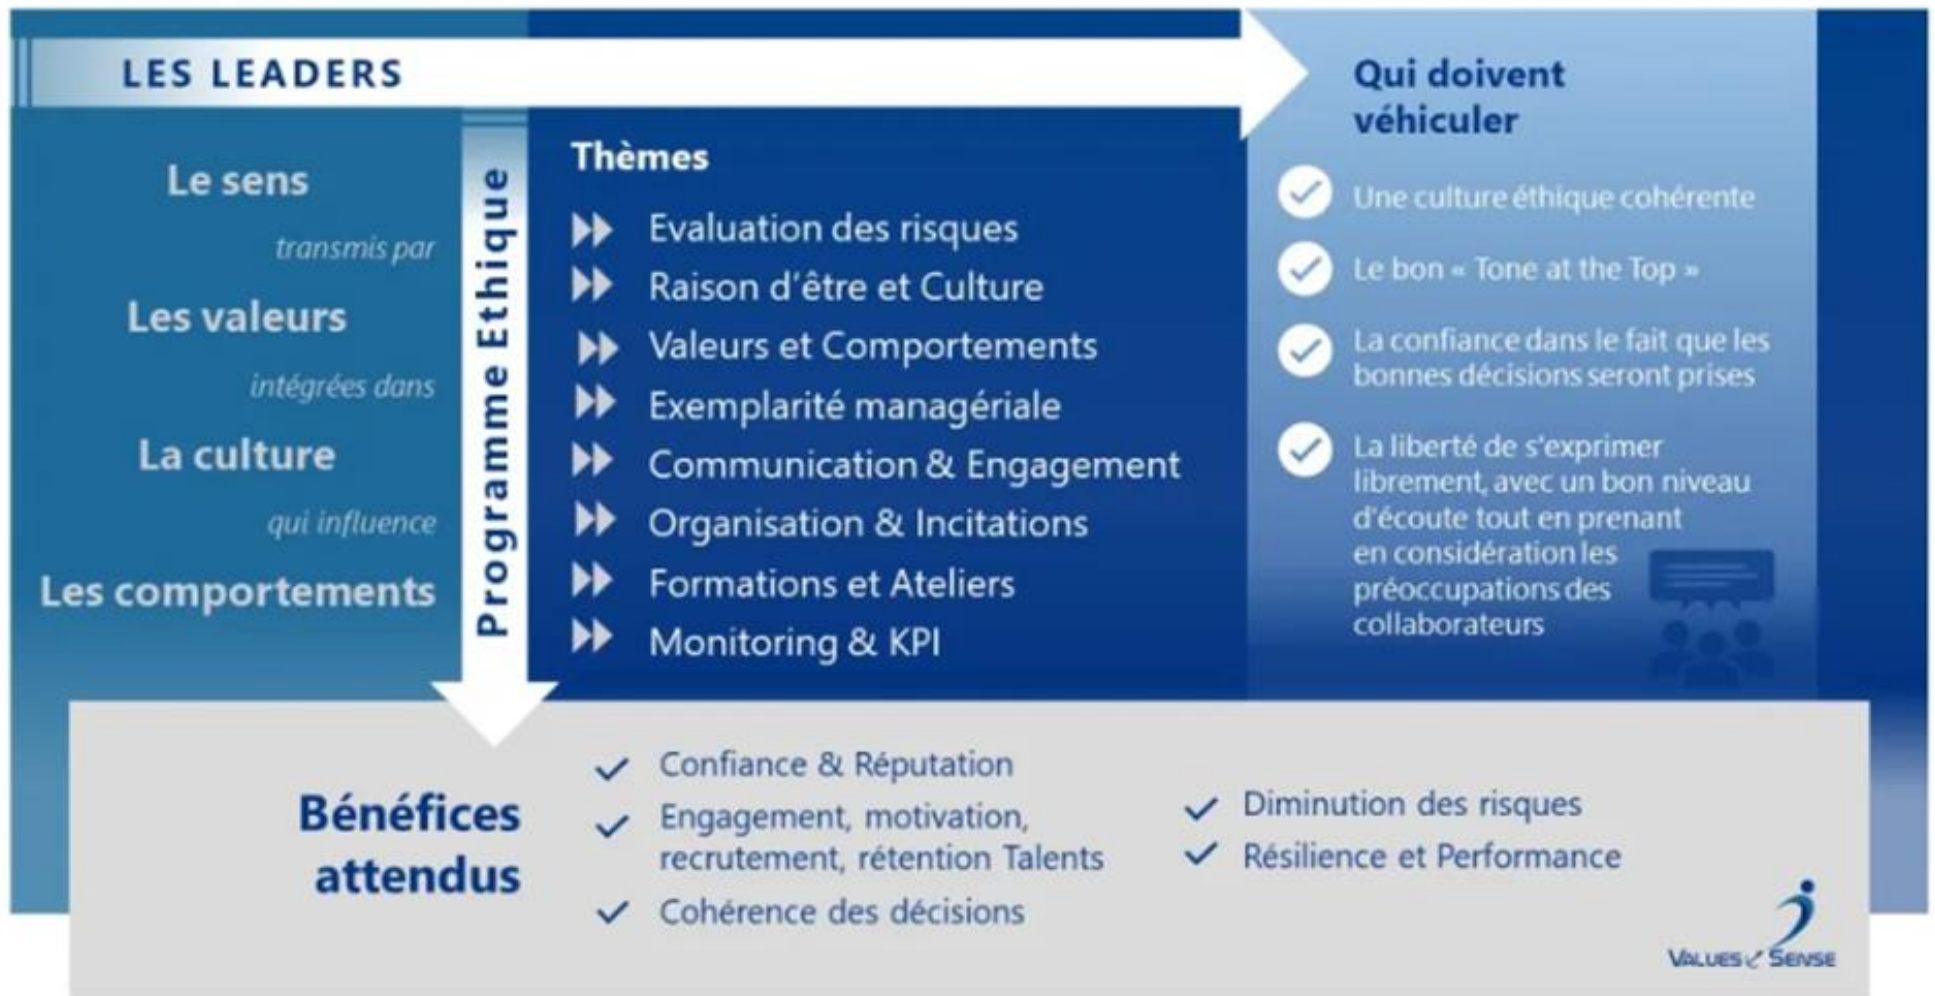 LES LEADERS
Le sens
transmis par
Les valeurs
intégrées dans
La culture
qui influence
Les comportements
Programme Ethique
Thèmes
Evaluation des risques
Raison d'être et Culture
Valeurs et Comportements
Exemplarité managériale
Communication & Engagement
Organisation & Incitations
Formations et Ateliers
Monitoring & KPI
Qui doivent
véhiculer
Une culture éthique cohérente
Le bon « Tone at the Top »
La confiance dans le fait que les
bonnes décisions seront prises
La liberté de s'exprimer
librement, avec un bon niveau
d'écoute tout en prenant
en considération les
préoccupations des
collaborateurs
Bénéfices
attendus
Confiance & Réputation
Engagement, motivation,
recrutement, rétention Talents
Cohérence des décisions
Diminution des risques
Résilience et Performance
VALUES SENSE